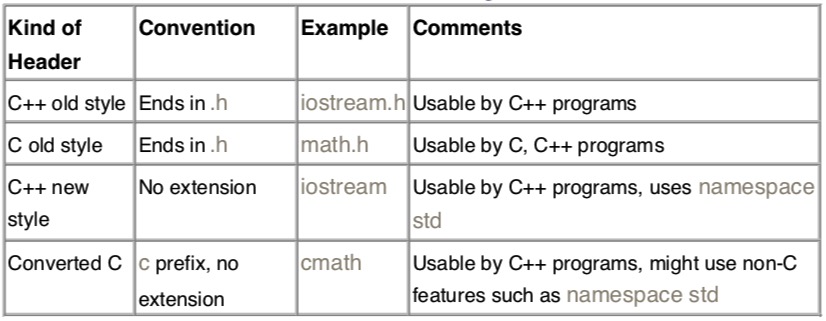 Kind of Header Convention Example Comments
C++ old style Ends in .h iostream.h Usable by C++ programs
C old style Ends in .h math.h Usable by C, C++ programs
C++ new style No extension iostream Usable by C++ programs, uses namespace std
Converted C c prefix, no extension cmath Usable by C++ programs, might use non-C features such as namespace std